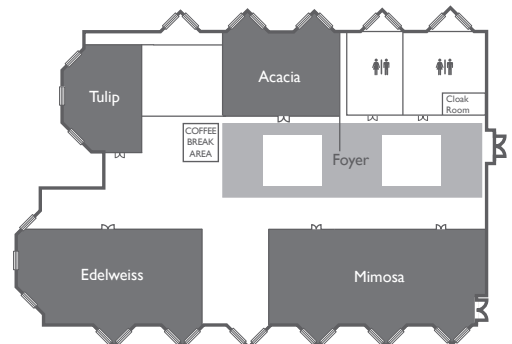 Acacia
Tulip
Cloak
Room
COFFEE
BREAK
AREA
Foyer
Edelweiss
Mimosa